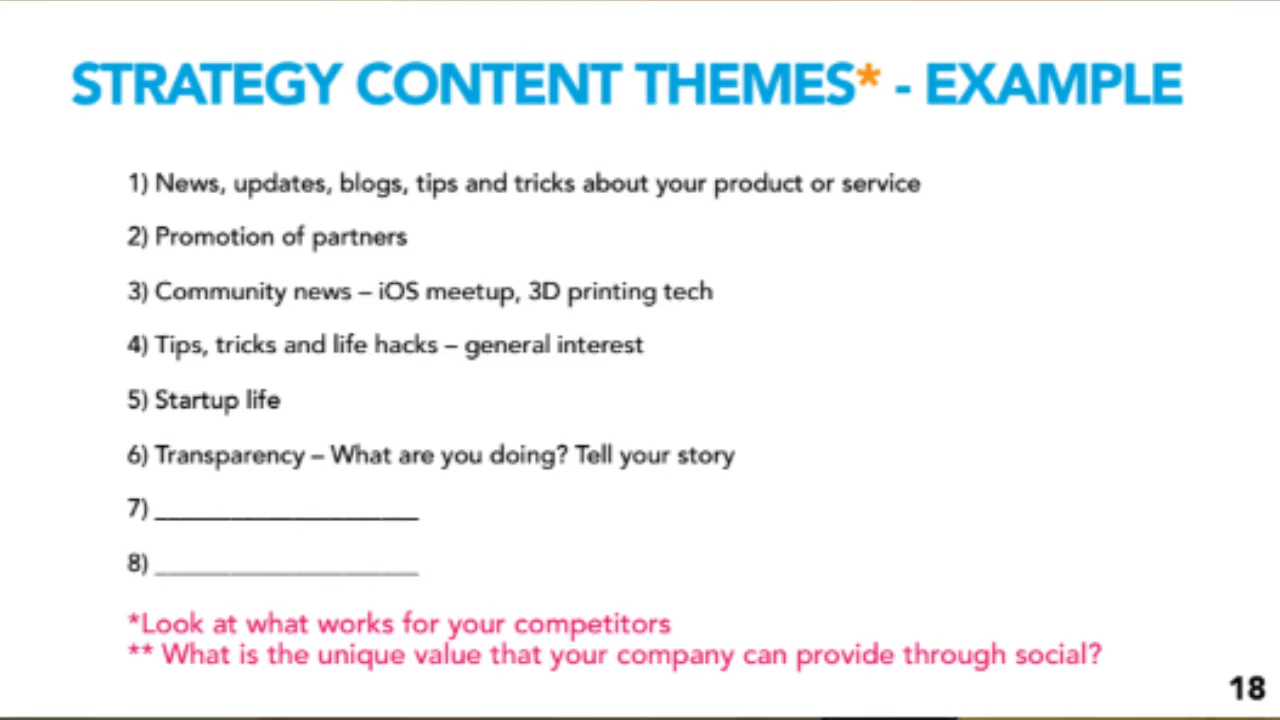 STRATEGY CONTENT THEMES* - EXAMPLE
1) News, updates, blogs, tips and tricks about your product or service
2) Promotion of partners
3) Community news – iOS meetup, 3D printing tech
4) Tips, tricks and life hacks – general interest
5) Startup life
6) Transparency – What are you doing? Tell your story
7) ____________________
8) ____________________
*Look at what works for your competitors
** What is the unique value that your company can provide through social?
18